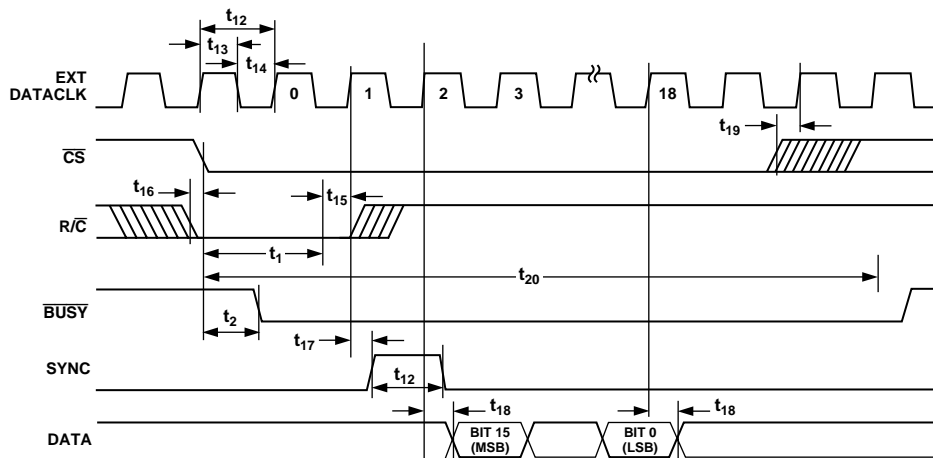 t12
t13
t14
EXT
DATACLK
0
1
2
3
18
t19
CS
t16
t15
R/C
t1
t20
BUSY
t2
t17
SYNC
t12
t18
t18
DATA
BIT 15
(MSB)
BIT 0
(LSB)